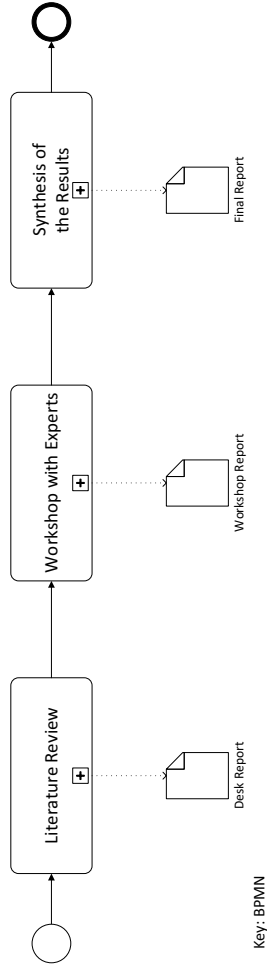 Literature Review
Workshop with Experts
Synthesis of
the Results
Desk Report
Workshop Report
Final Report
Key: BPMN